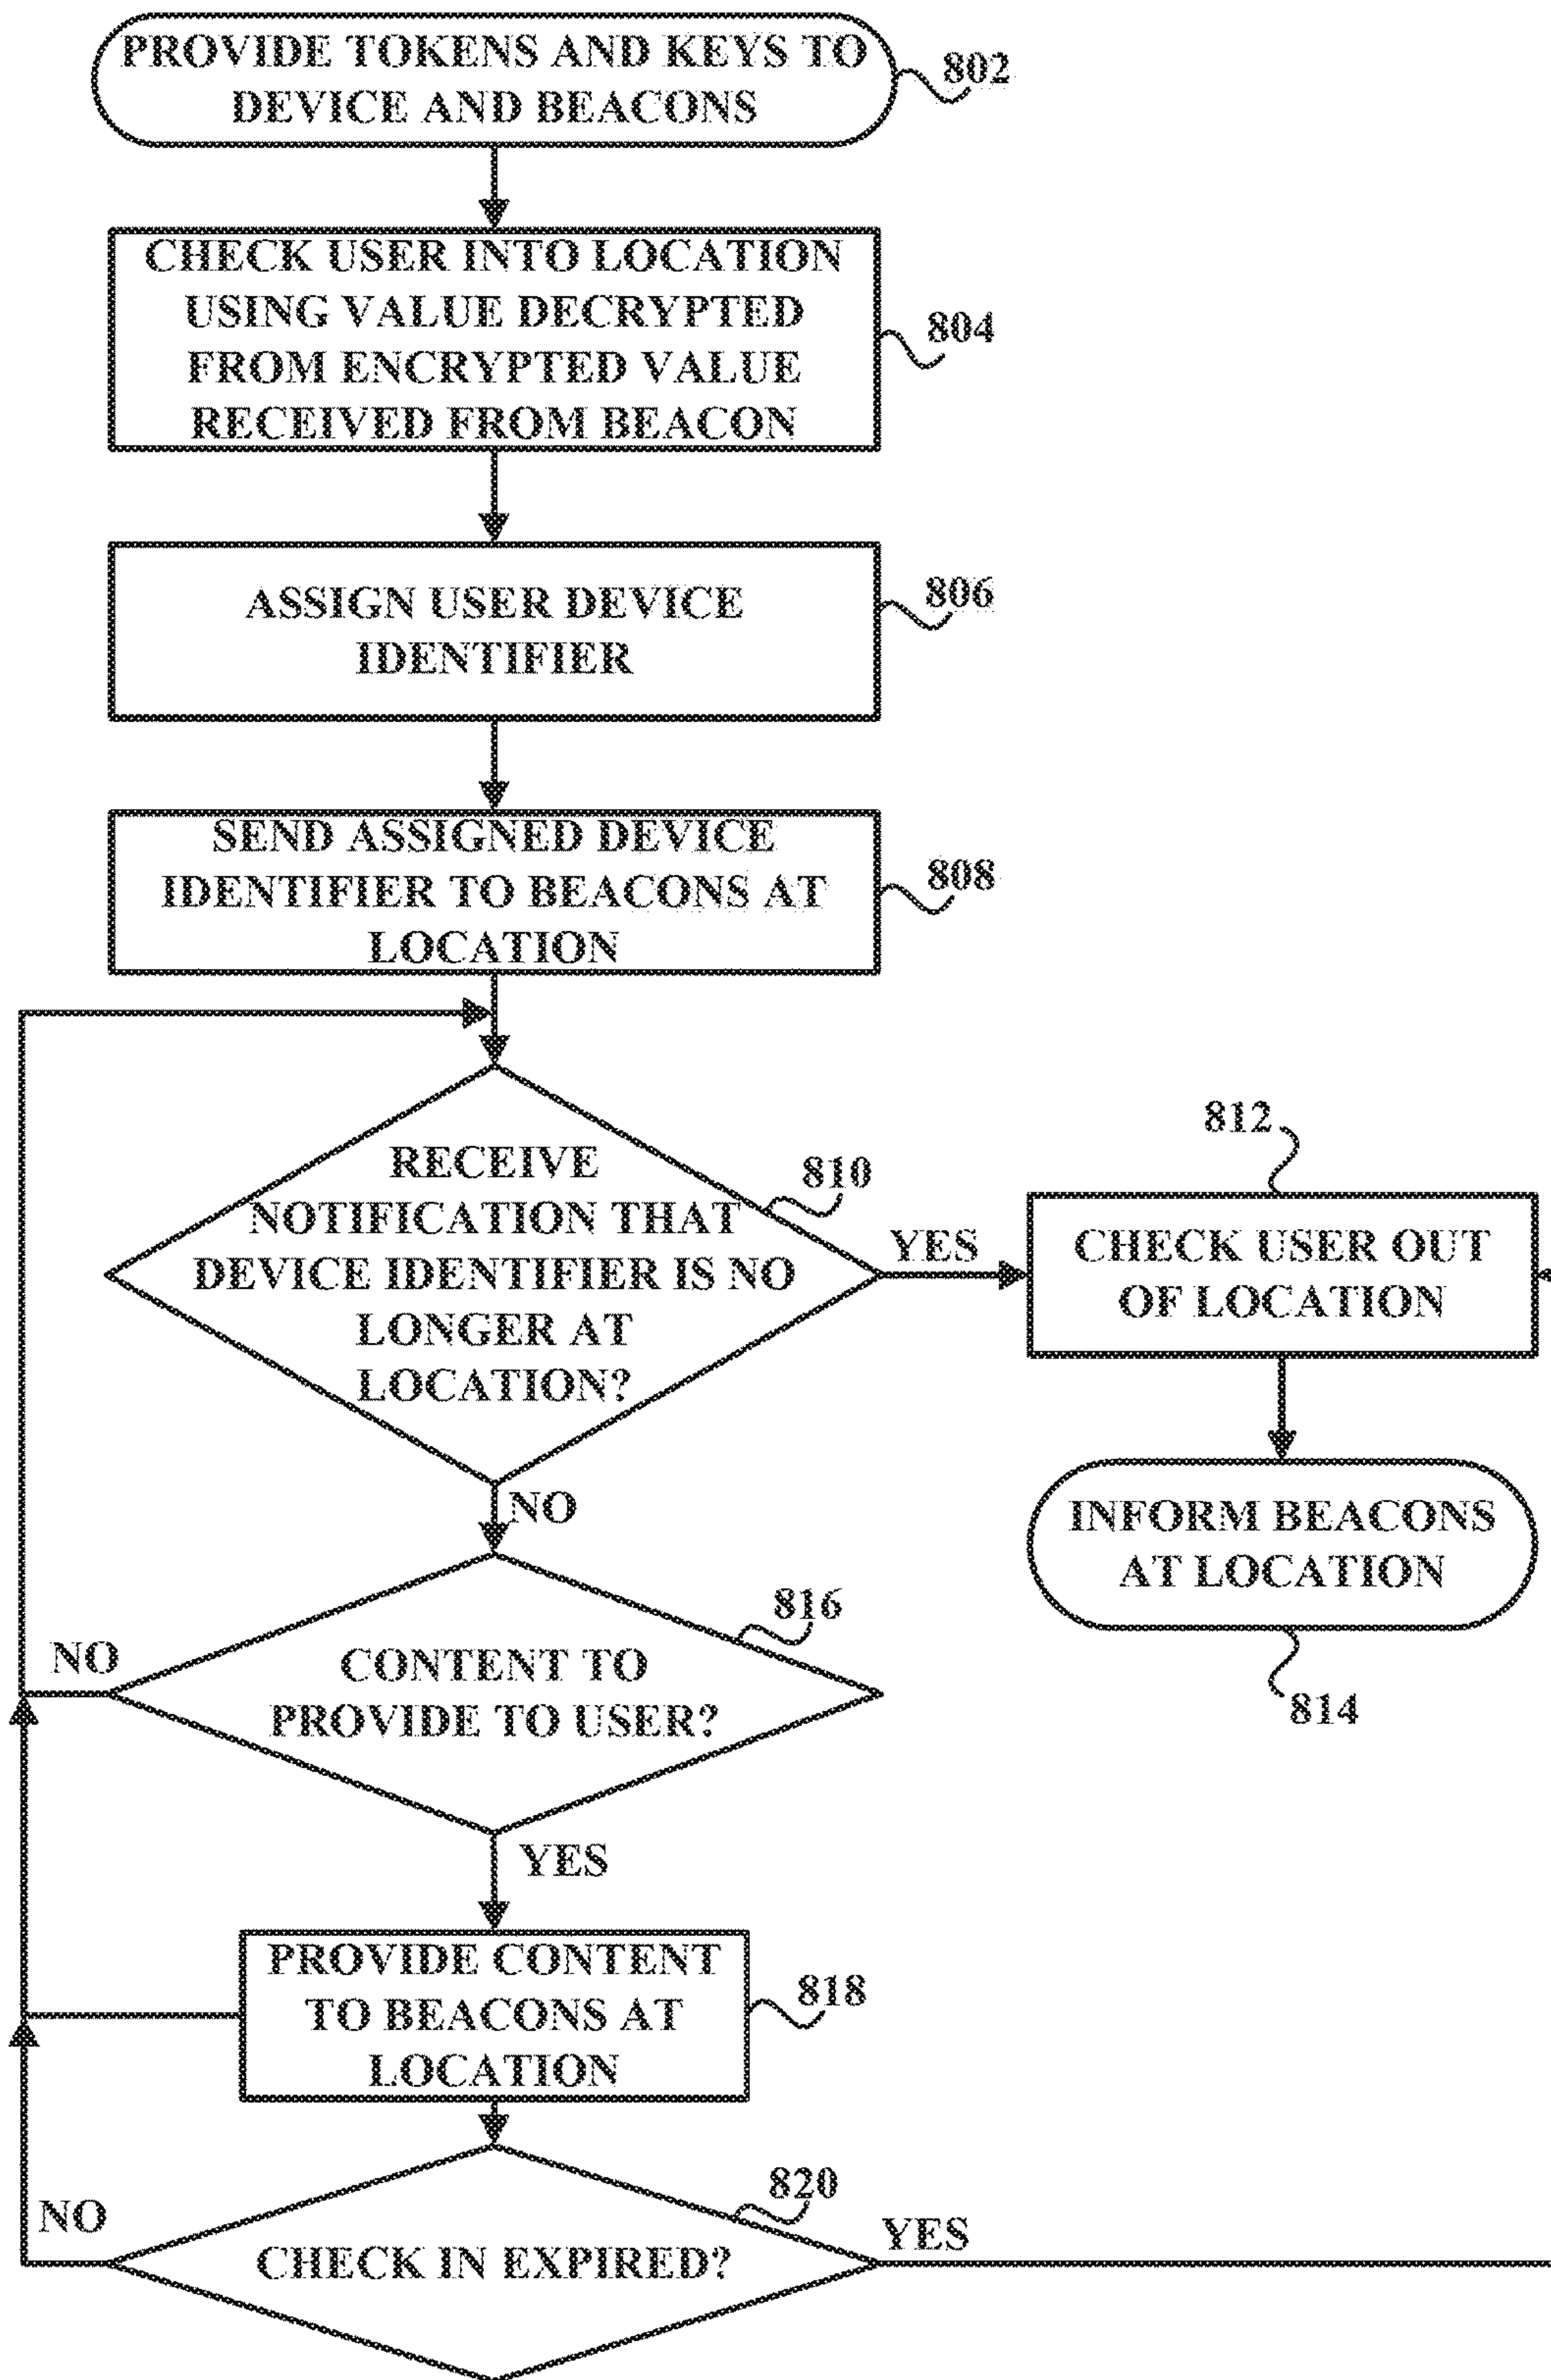 PROVIDE TOKENS AND KEYS TO
DEVICE AND BEACONS
802
CHECK USER INTO LOCATION
USING VALUE DECRYPTED
FROM ENCRYPTED VALUE
RECEIVED FROM BEACON
804
ASSIGN USER DEVICE
IDENTIFIER
806
SEND ASSIGNED DEVICE
IDENTIFIER TO BEACONS AT
LOCATION
808
RECEIVE
NOTIFICATION THAT
DEVICE IDENTIFIER IS NO
LONGER AT
LOCATION?
810
YES
812
CHECK USER OUT
OF LOCATION
INFORM BEACONS
AT LOCATION
814
NO
CONTENT TO
PROVIDE TO USER?
816
NO
YES
PROVIDE CONTENT
TO BEACONS AT
LOCATION
818
CHECK IN EXPIRED?
820
NO
YES